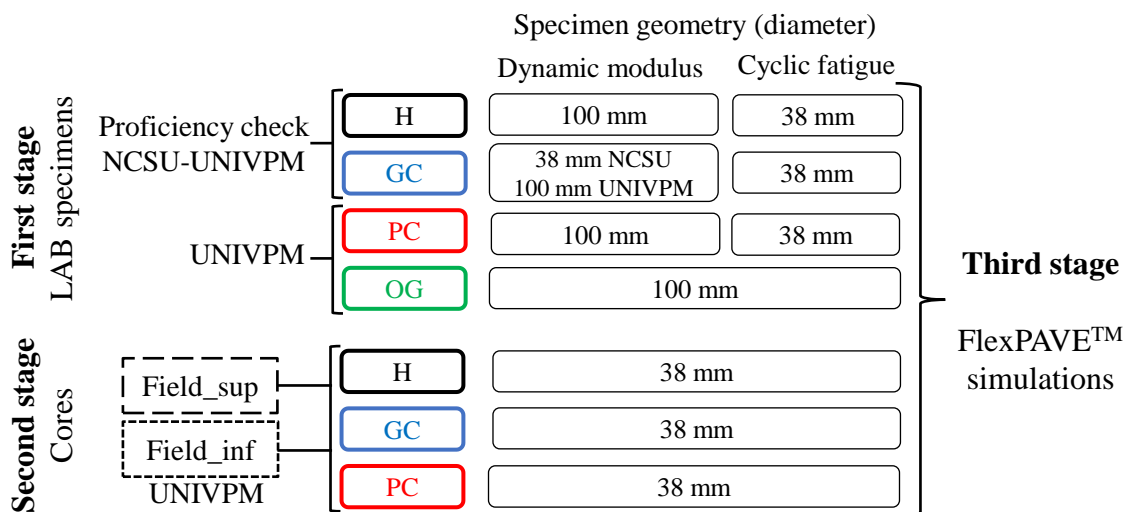 Specimen geometry (diameter)
Dynamic modulus
Cyclic fatigue
First stage
LAB specimens
Proficiency check
NCSU-UNIVPM
H
100 mm
38 mm
GC
38 mm NCSU
100 mm UNIVPM
38 mm
UNIVPM
PC
100 mm
38 mm
OG
100 mm
Second stage
Cores
Field_sup
Field_inf
UNIVPM
H
38 mm
GC
38 mm
PC
38 mm
Third stage
FlexPAVE™
simulations